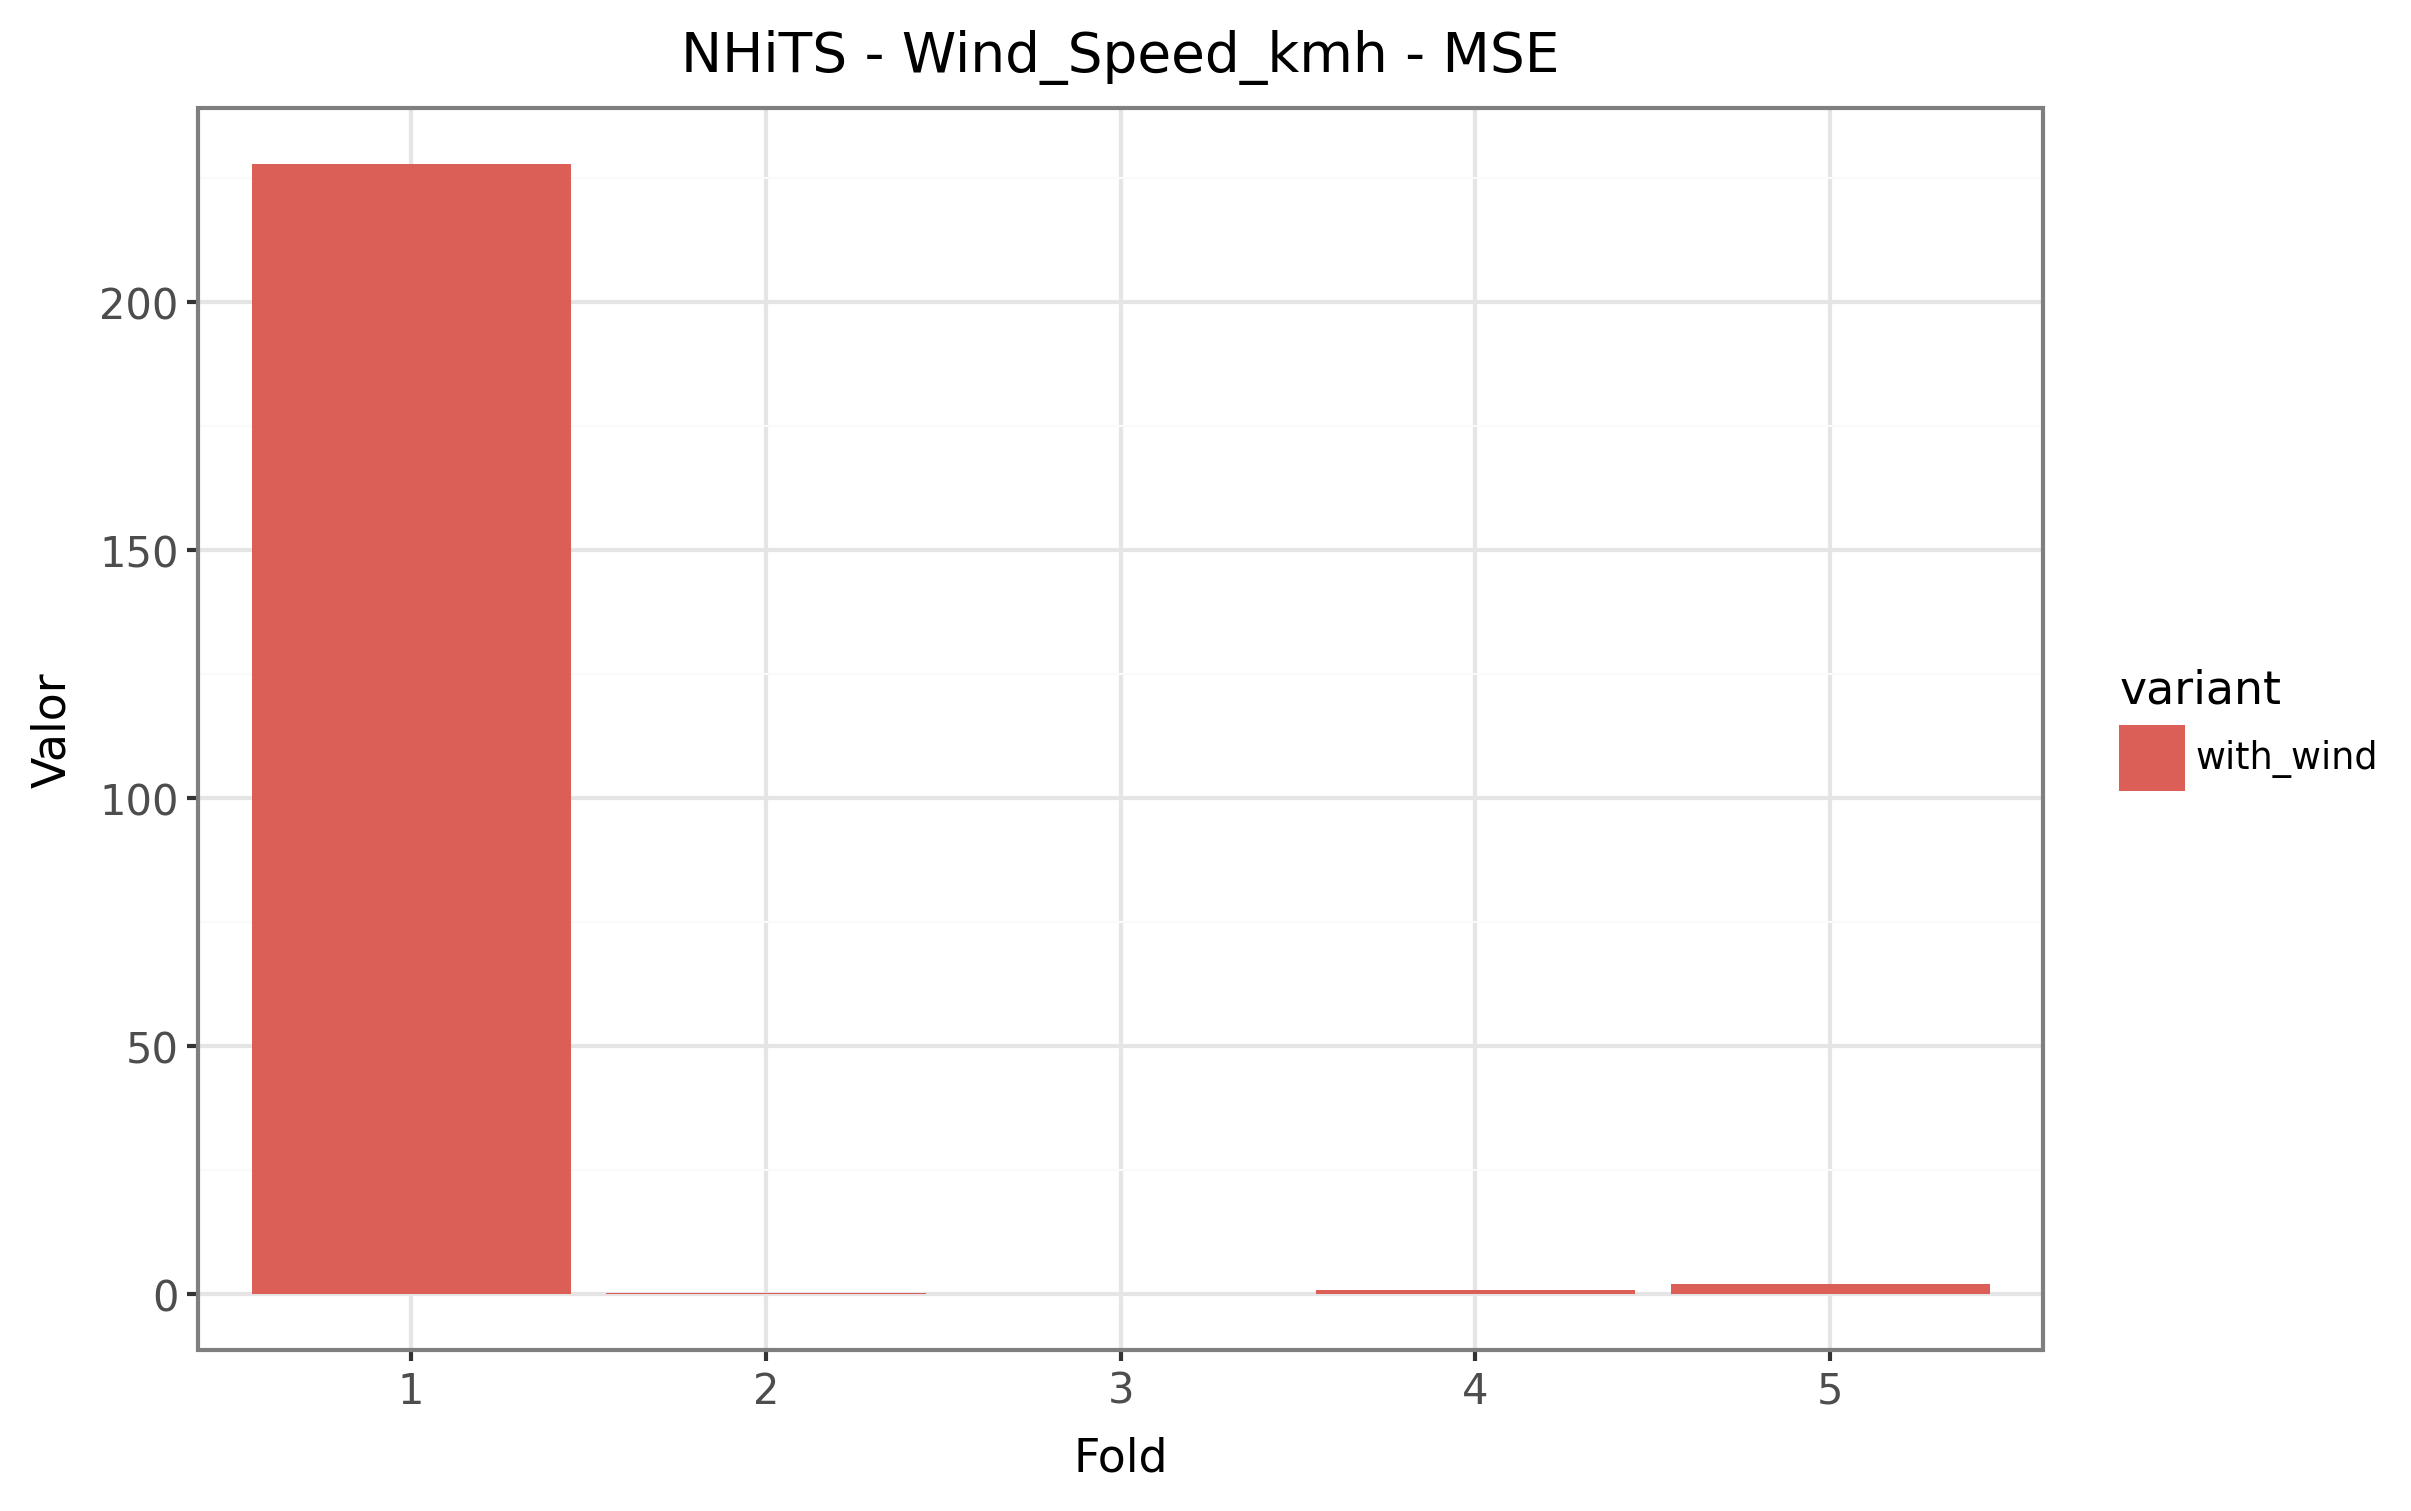 NHiTS - Wind_Speed_kmh - MSE
Valor
200
150
100
50
0
1 2 3 4 5
Fold
variant
with_wind